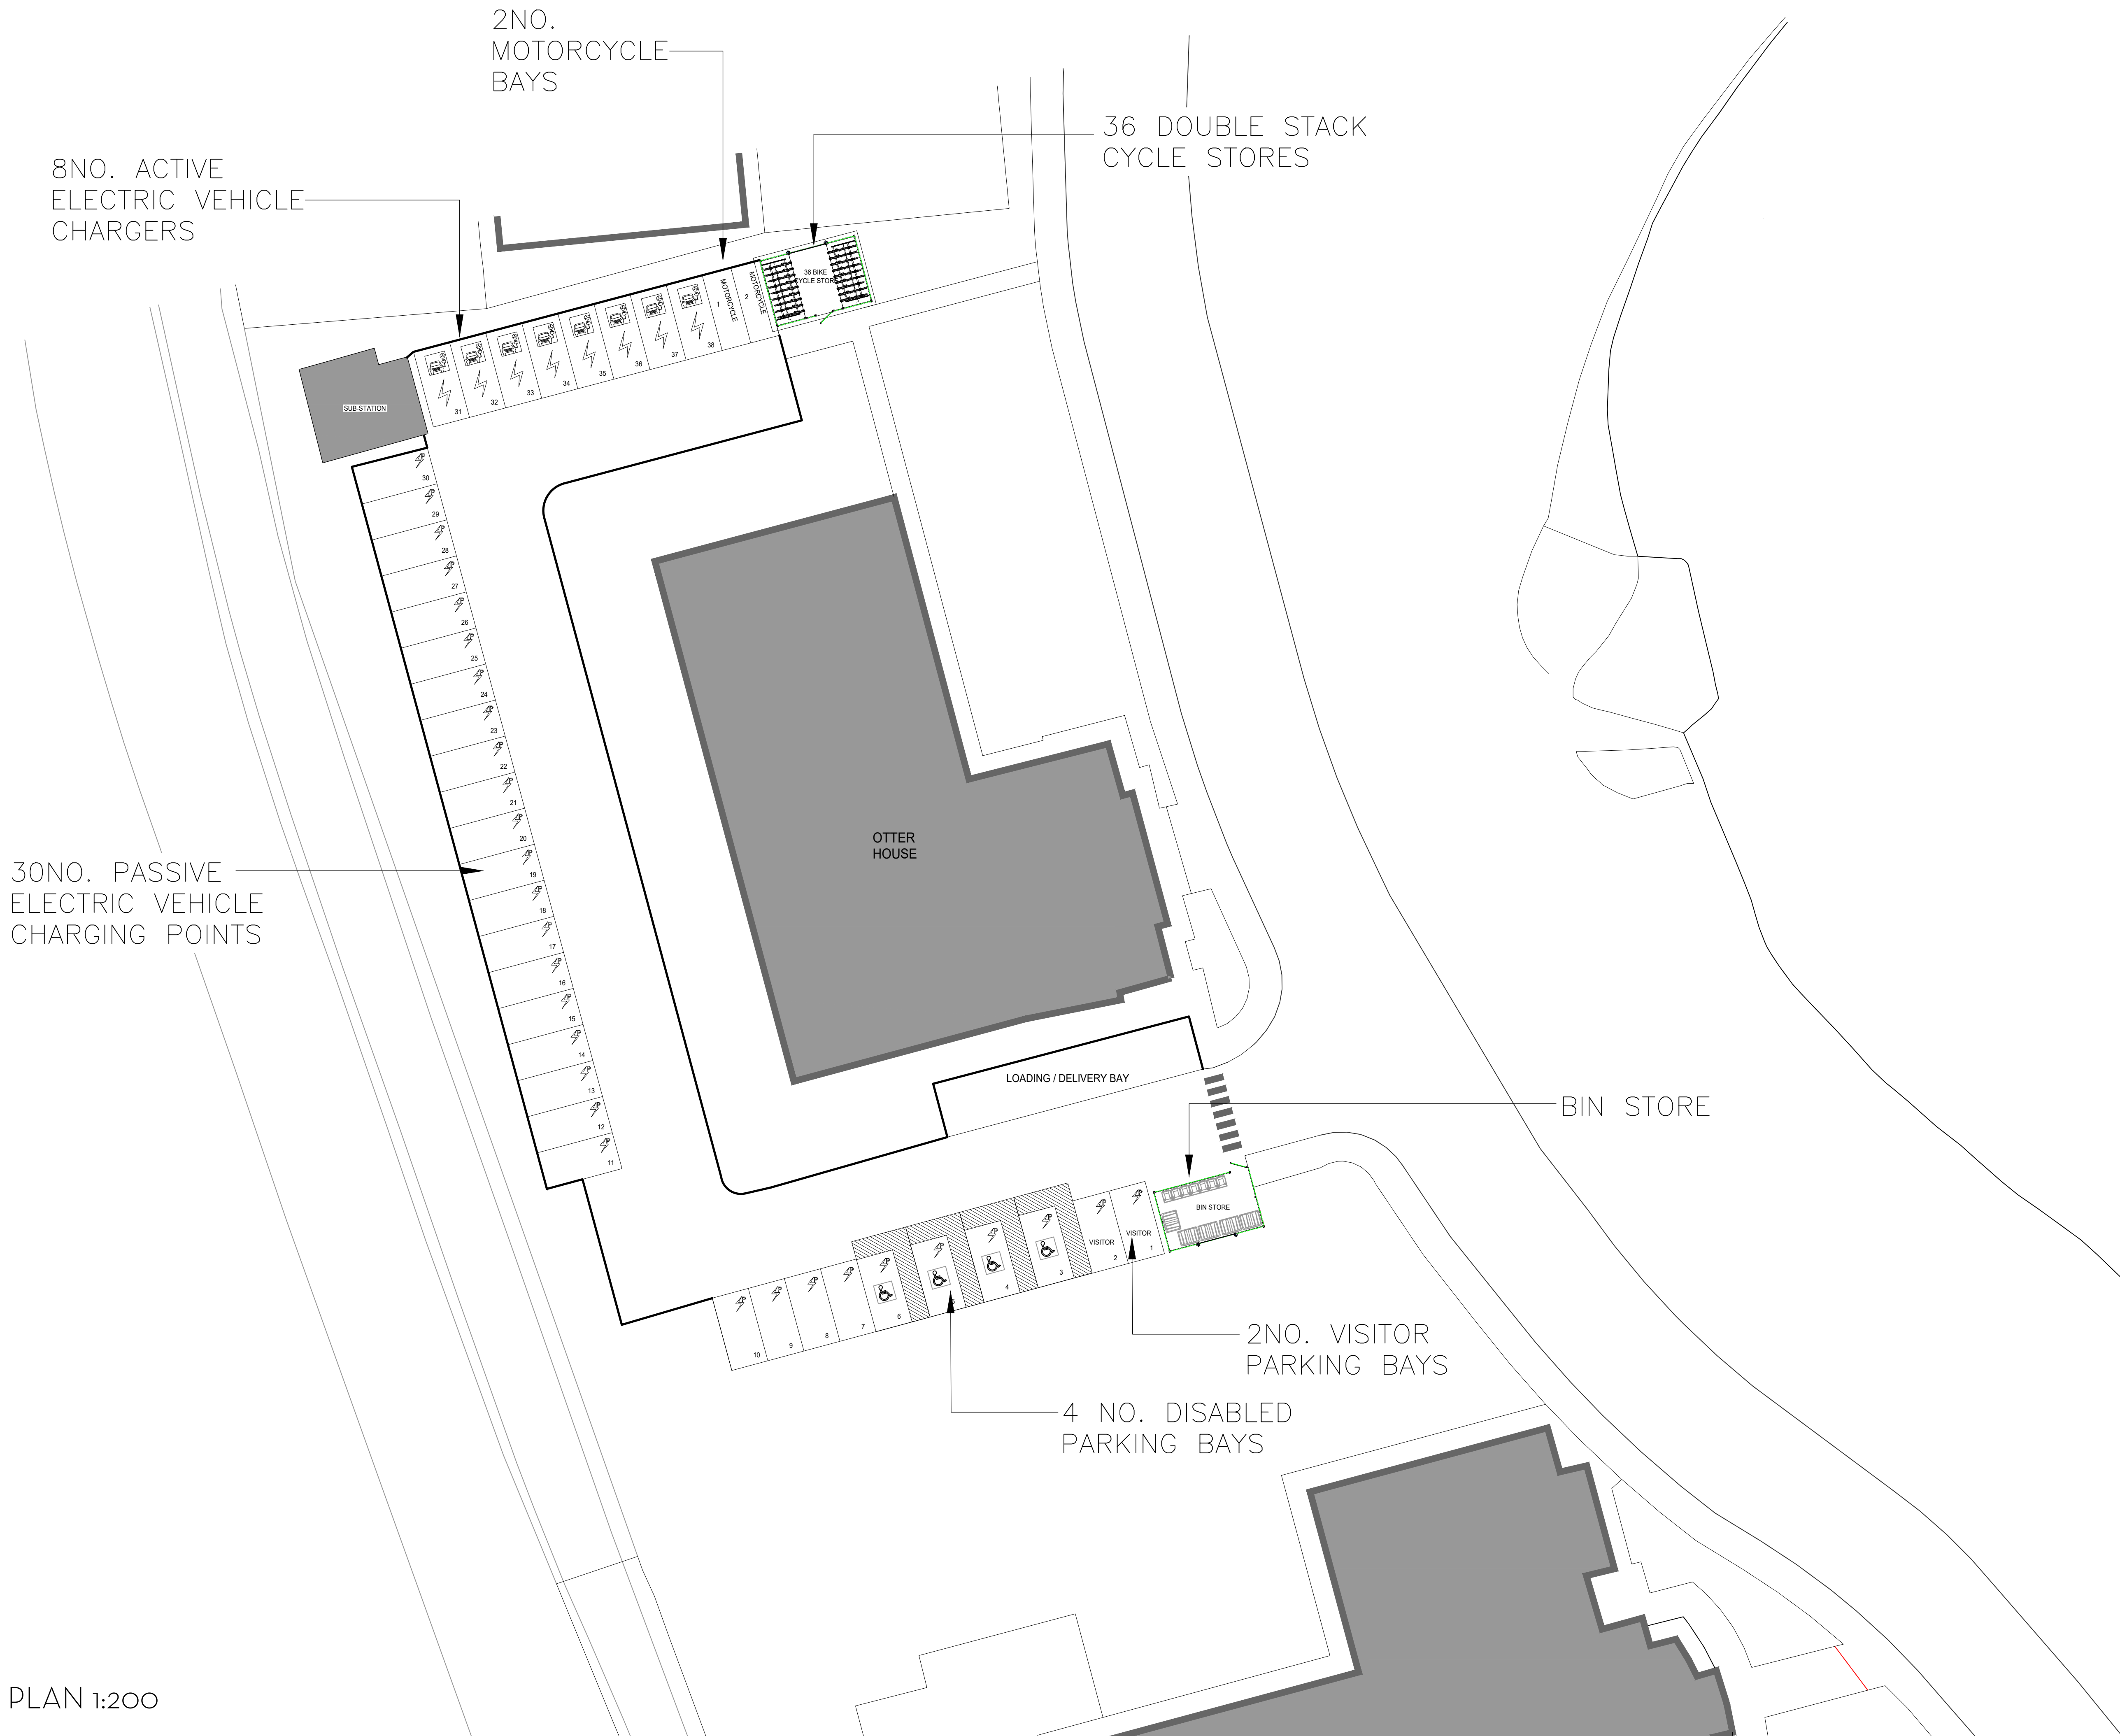 2NO.
MOTORCYCLE
BAYS
36 DOUBLE STACK
CYCLE STORES
8NO. ACTIVE
ELECTRIC VEHICLE
CHARGERS
36 BIKE
CYCLE STORE
MOTORCYCLE
1
MOTORCYCLE
2
38
37
36
35
34
33
32
31
SUB-STATION
30
29
28
27
26
25
24
23
22
21
20
19
18
17
16
15
14
13
12
11
30NO. PASSIVE
ELECTRIC VEHICLE
CHARGING POINTS
OTTER
HOUSE
LOADING / DELIVERY BAY
BIN STORE
BIN STORE
VISITOR
1
VISITOR
2
3
4
5
6
7
8
9
10
2NO. VISITOR
PARKING BAYS
4 NO. DISABLED
PARKING BAYS
PLAN 1:200